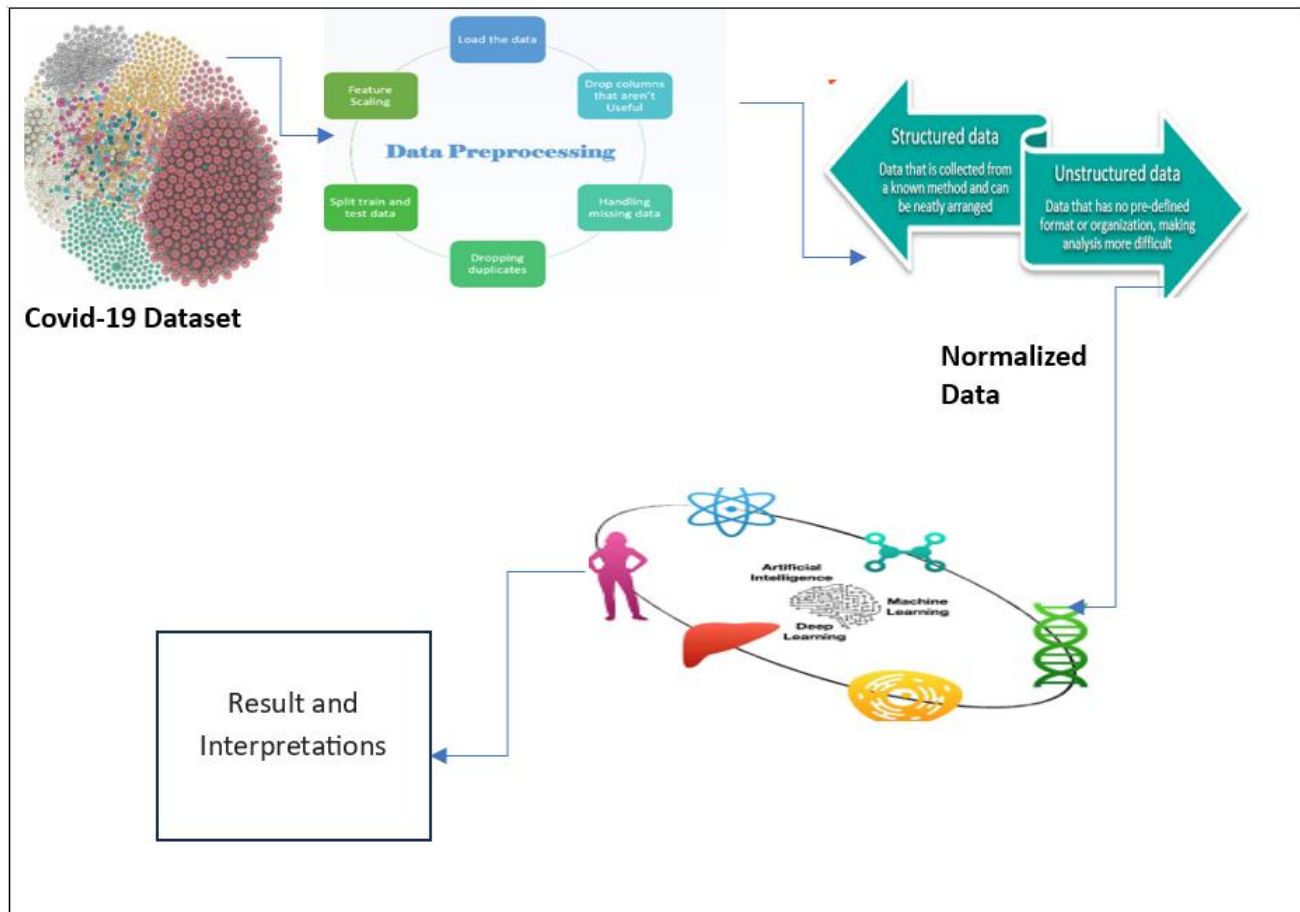 Load the data
Feature
Scaling
Drop columns
that aren't
Useful
Data Preprocessing
Split train and
test data
Handling
missing data
Dropping
duplicates
Covid-19 Dataset
Structured data
Data that is collected from
a known method and can
be neatly arranged
Unstructured data
Data that has no pre-defined
format or organization, making
analysis more difficult
Normalized
Data
Artificial
Intelligence
Machine
Learning
Deep
Learning
Result and
Interpretations